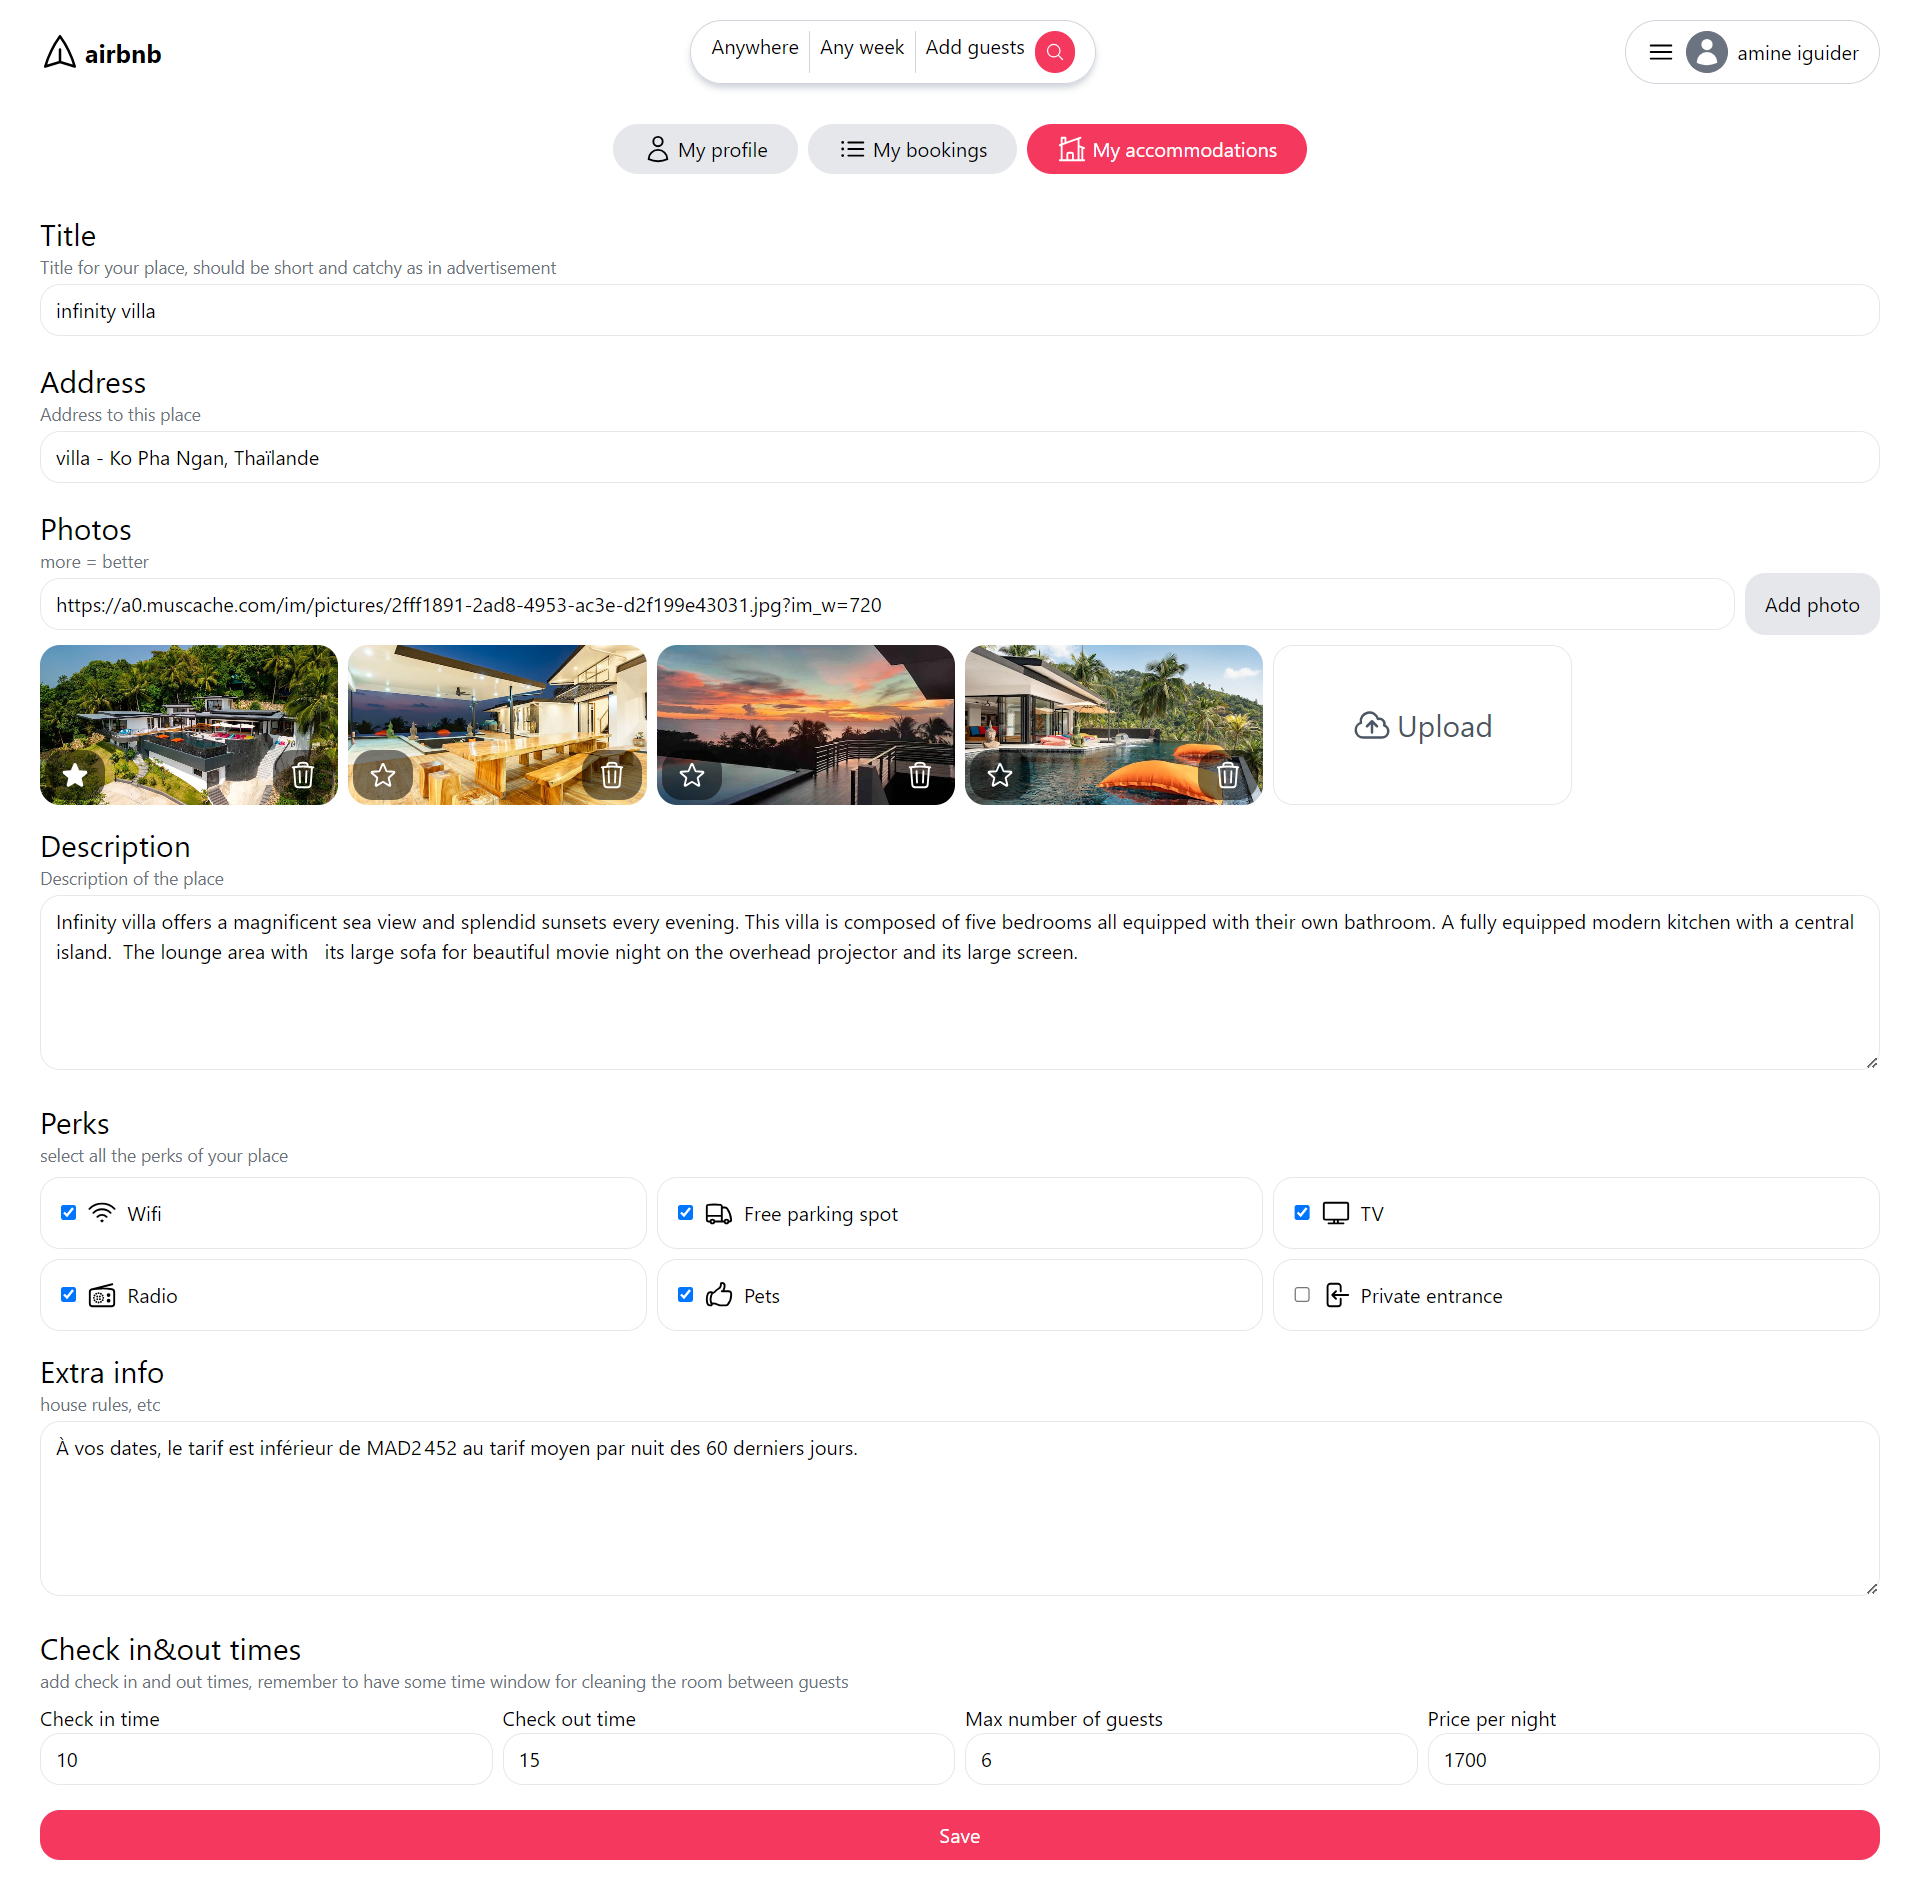 airbnb
Anywhere Any week Add guests
amine iguider
My profile My bookings My accommodations
Title
Title for your place, should be short and catchy as in advertisement
infinity villa
Address
Address to this place
villa - Ko Pha Ngan, Thaïlande
Photos
more = better
https://a0.muscache.com/im/pictures/2fff1891-2ad8-4953-ac3e-d2f199e43031.jpg?im_w=720
Add photo
Upload
Description
Description of the place
Infinity villa offers a magnificent sea view and splendid sunsets every evening. This villa is composed of five bedrooms all equipped with their own bathroom. A fully equipped modern kitchen with a central
island.  The lounge area with   its large sofa for beautiful movie night on the overhead projector and its large screen.
Perks
select all the perks of your place
Wifi Free parking spot TV
Radio Pets Private entrance
Extra info
house rules, etc
À vos dates, le tarif est inférieur de MAD2 452 au tarif moyen par nuit des 60 derniers jours.
Check in&out times
add check in and out times, remember to have some time window for cleaning the room between guests
Check in time Check out time Max number of guests Price per night
10 15 6 1700
Save